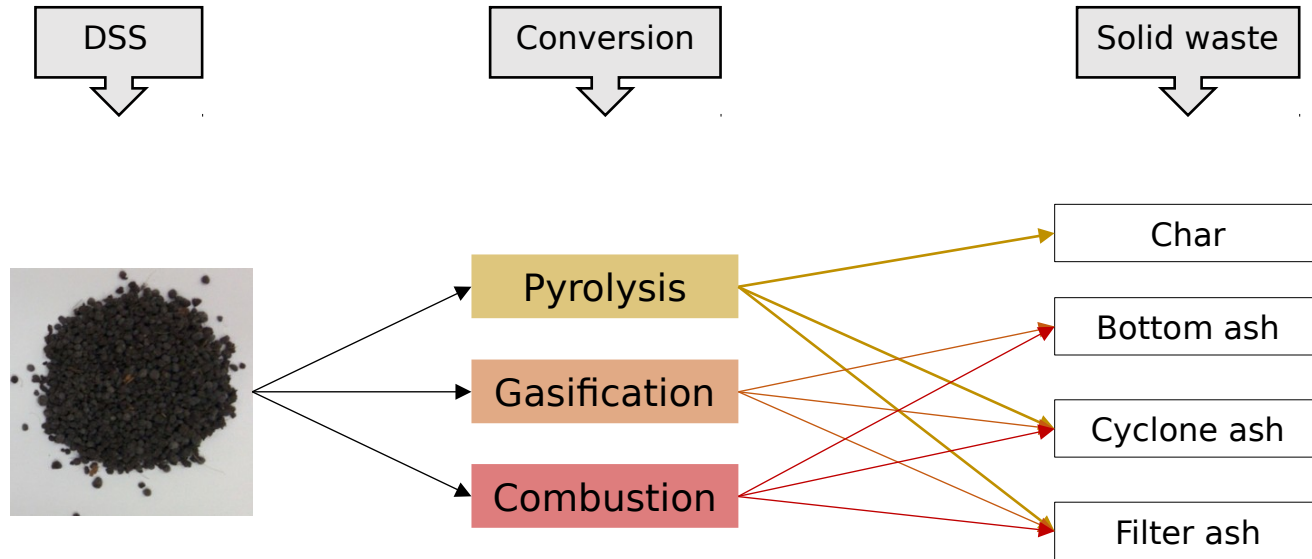 DSS
Conversion
Solid waste
Char
Pyrolysis
Bottom ash
Gasification
Cyclone ash
Combustion
Filter ash